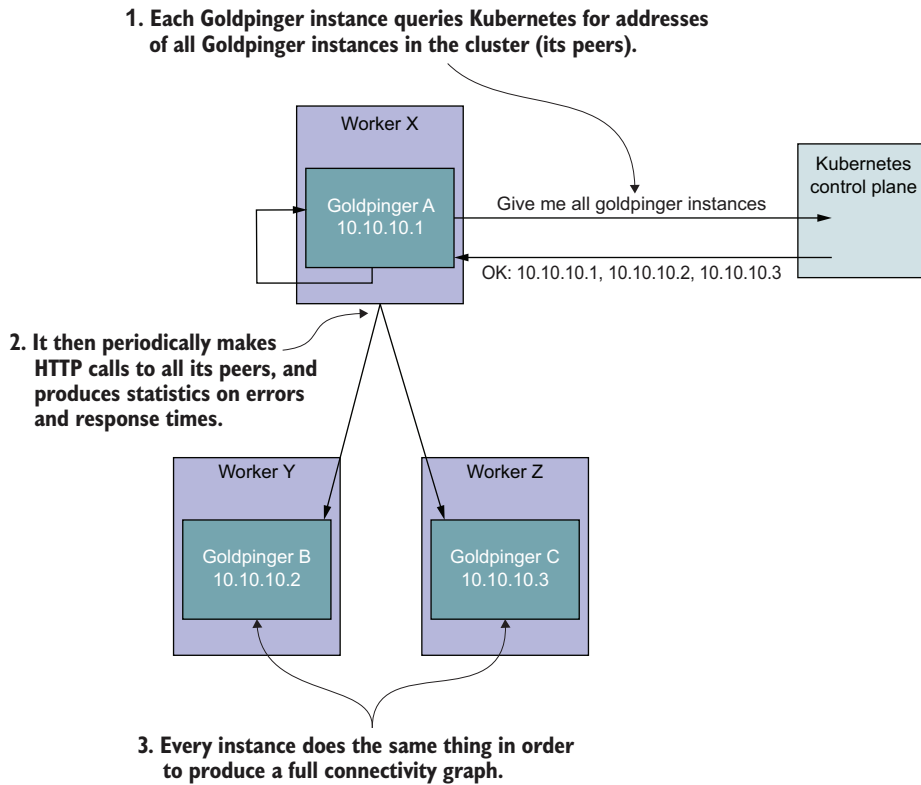 1. Each Goldpinger instance queries Kubernetes for addresses
of all Goldpinger instances in the cluster (its peers).
Worker X
Kubernetes
control plane
Goldpinger A
10.10.10.1
Give me all goldpinger instances
OK: 10.10.10.1, 10.10.10.2, 10.10.10.3
2. It then periodically makes
HTTP calls to all its peers, and
produces statistics on errors
and response times.
Worker Y
Worker Z
Goldpinger B
10.10.10.2
Goldpinger C
10.10.10.3
3. Every instance does the same thing in order
to produce a full connectivity graph.